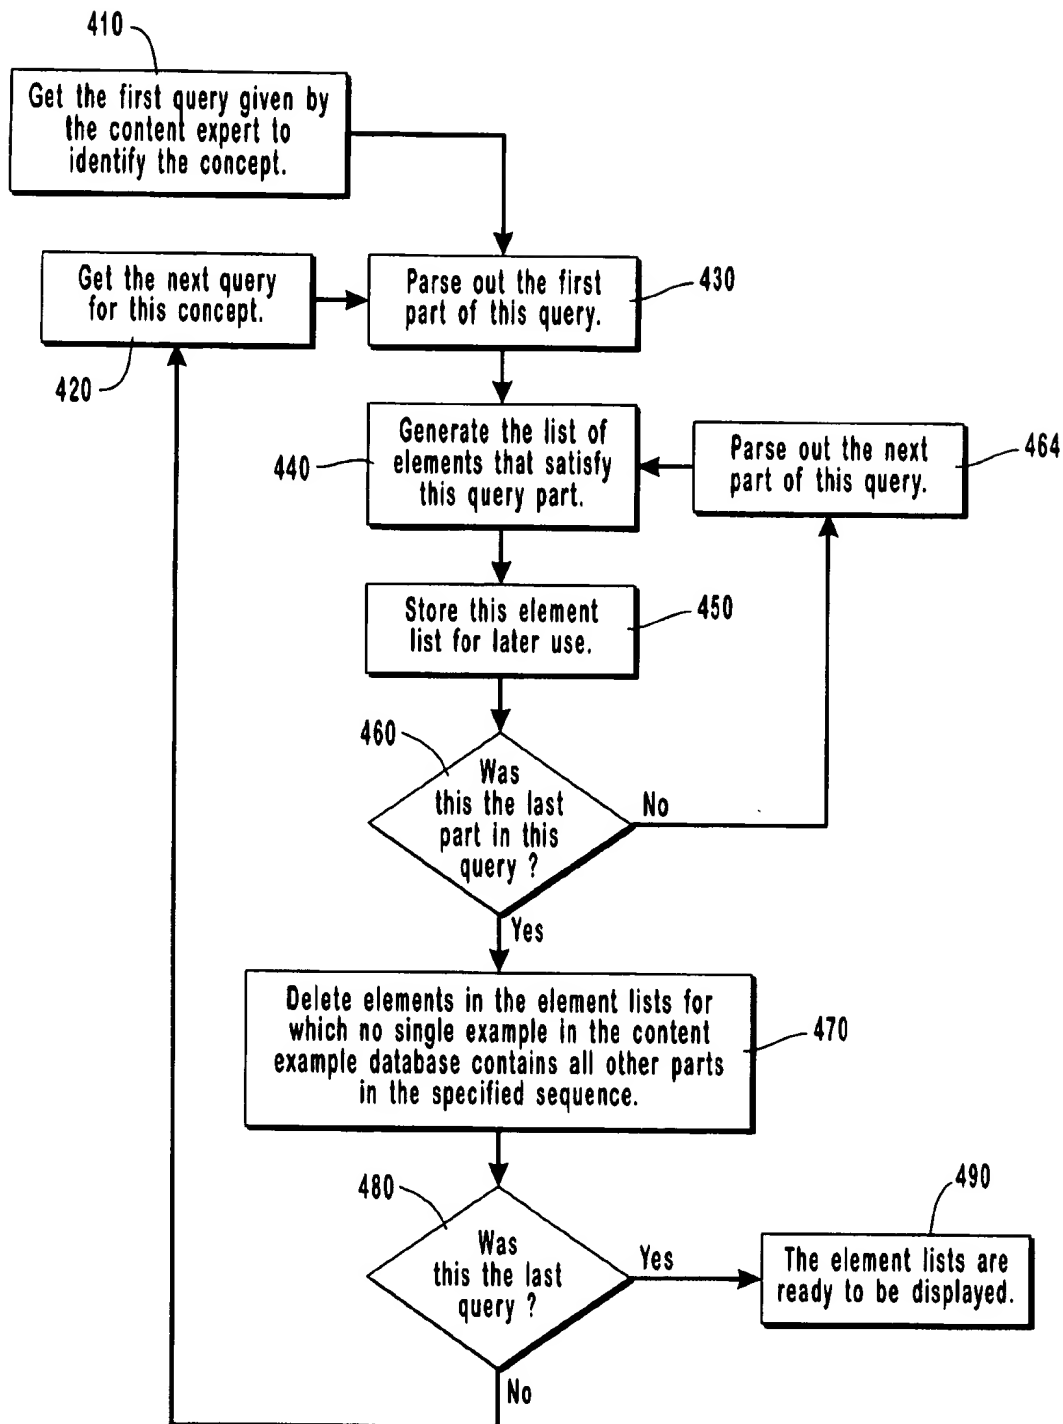 410
Get the first query given by
the content expert to
identify the concept.
Get the next query
for this concept.
420
Parse out the first
part of this query.
430
Generate the list of
elements that satisfy
this query part.
440
Parse out the next
part of this query.
464
Store this element
list for later use.
450
460
Was
this the last
part in this
query ?
No
Yes
Delete elements in the element lists for
which no single example in the content
example database contains all other parts
in the specified sequence.
470
480
Was
this the last
query ?
Yes
No
490
The element lists are
ready to be displayed.